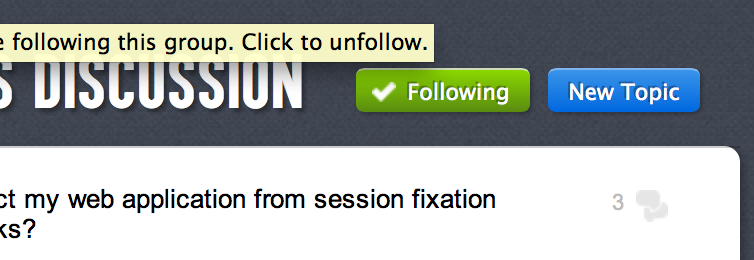 following this group. Click to unfollow.
S DISCUSSION
Following
New Topic
ct my web application from session fixation
3
ks?